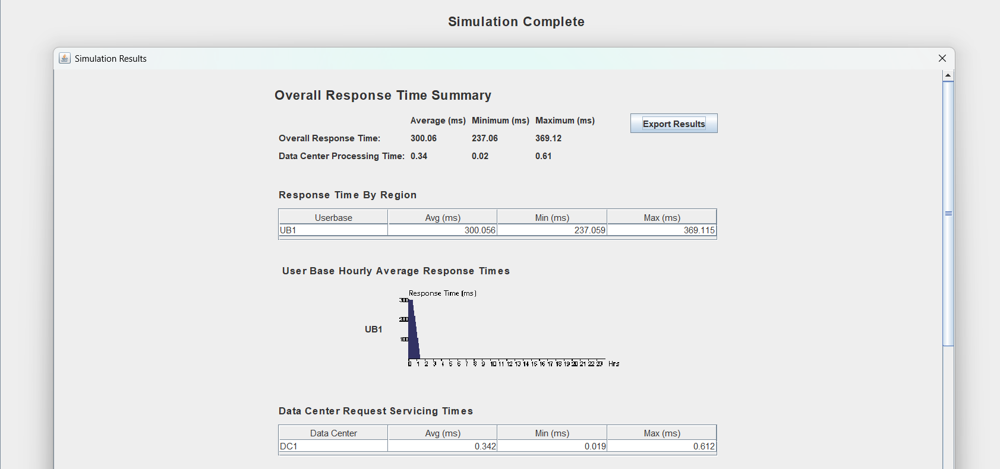 Simulation Complete
Simulation Results
Overall Response Time Summary
Average (ms) Minimum (ms) Maximum (ms)
Export Results
Overall Response Time: 300.06 237.06 369.12
Data Center Processing Time: 0.34 0.02 0.61
Response Time By Region
Userbase Avg (ms) Min (ms) Max (ms)
UB1 300.056 237.059 369.115
User Base Hourly Average Response Times
Response Time (ms)
300
200
UB1
100
0 1 2 3 4 5 6 7 8 9 10 11 12 13 14 15 16 17 18 19 20 21 22 23 Hrs
Data Center Request Servicing Times
Data Center Avg (ms) Min (ms) Max (ms)
DC1 0.342 0.019 0.612